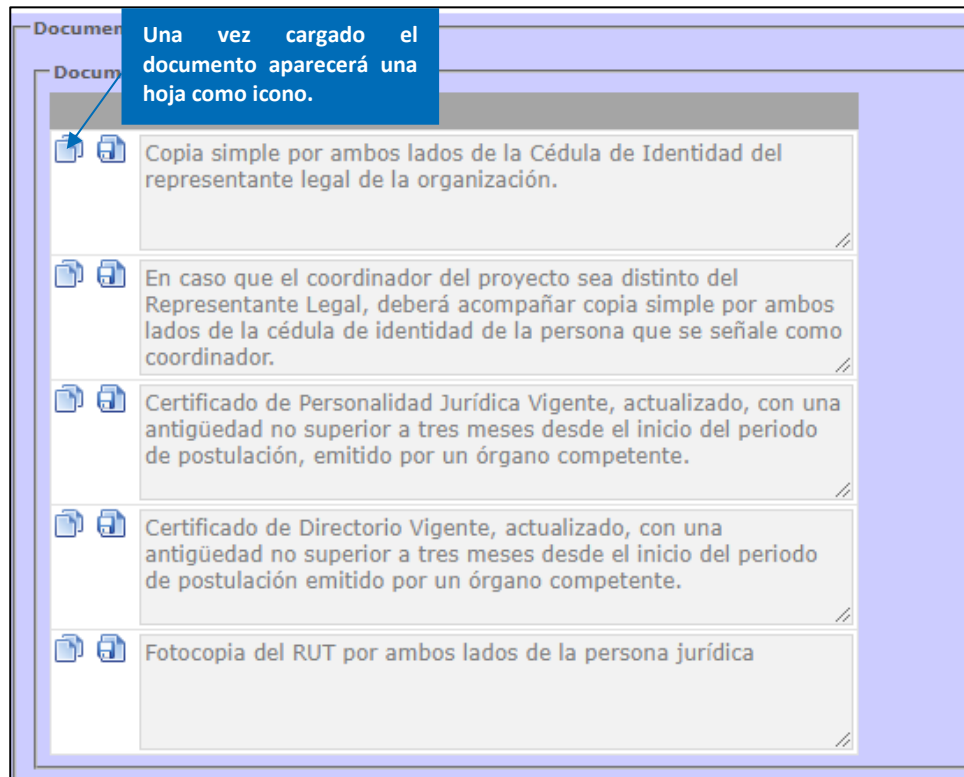 Documen
Una vez cargado el
documento aparecerá una
hoja como icono.
Docum
Copia simple por ambos lados de la Cédula de Identidad del
representante legal de la organización.
En caso que el coordinador del proyecto sea distinto del
Representante Legal, deberá acompañar copia simple por ambos
lados de la cédula de identidad de la persona que se señale como
coordinador.
Certificado de Personalidad Jurídica Vigente, actualizado, con una
antigüedad no superior a tres meses desde el inicio del periodo
de postulación, emitido por un órgano competente.
Certificado de Directorio Vigente, actualizado, con una
antigüedad no superior a tres meses desde el inicio del periodo
de postulación emitido por un órgano competente.
Fotocopia del RUT por ambos lados de la persona jurídica